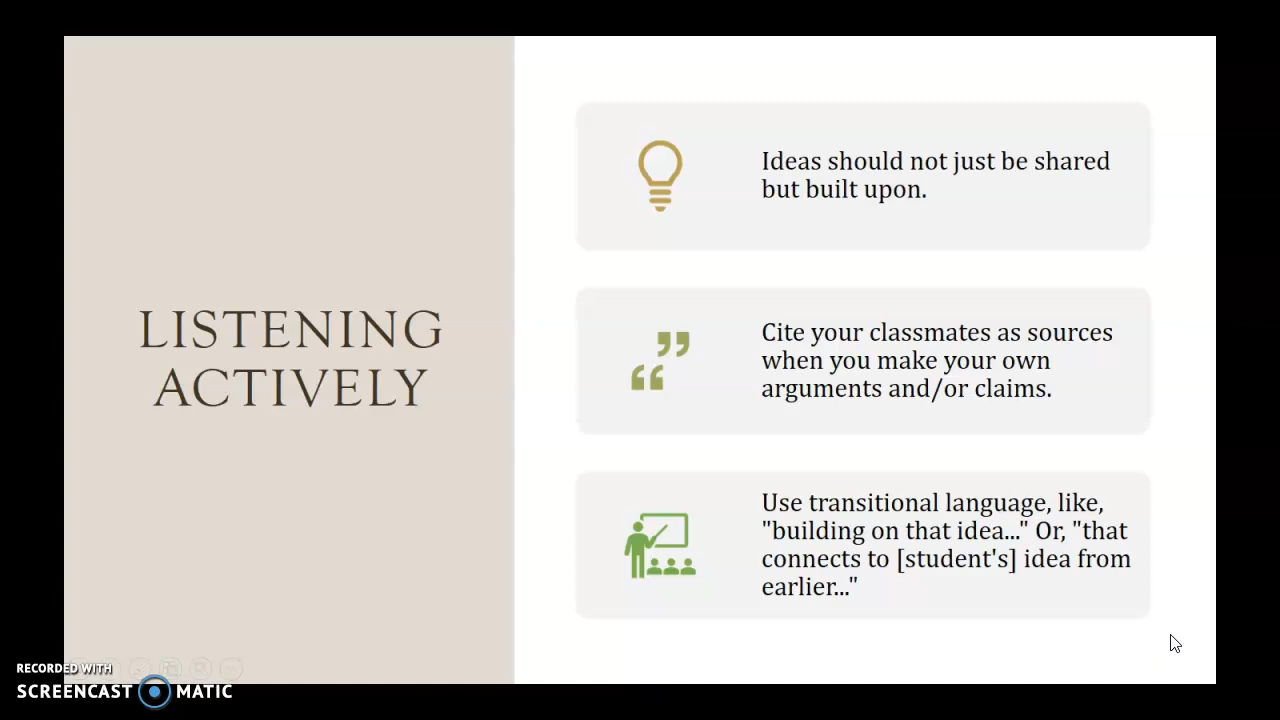 LISTENING
ACTIVELY
Ideas should not just be shared
but built upon.
Cite your classmates as sources
when you make your own
arguments and/or claims.
Use transitional language, like,
"building on that idea..." Or, "that
connects to [student's] idea from
earlier..."
RECORDED WITH
SCREENCAST MATIC